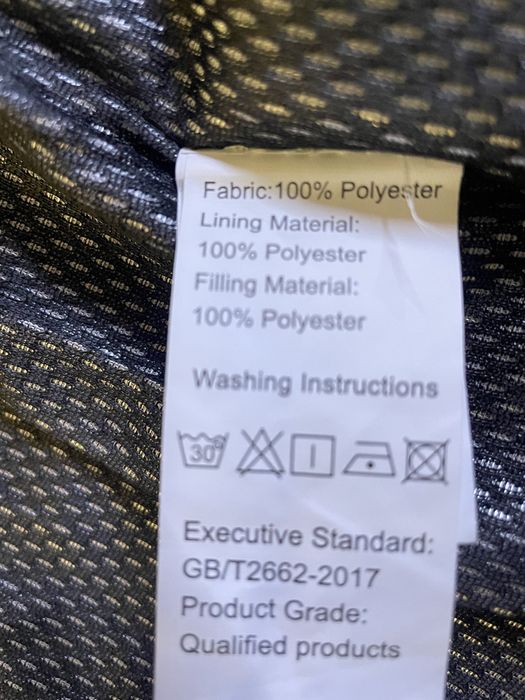 Fabric:100% Polyester
Lining Material:
100% Polyester
Filling Material:
100% Polyester
Washing Instructions
30°
Executive Standard:
GB/T2662-2017
Product Grade:
Qualified products